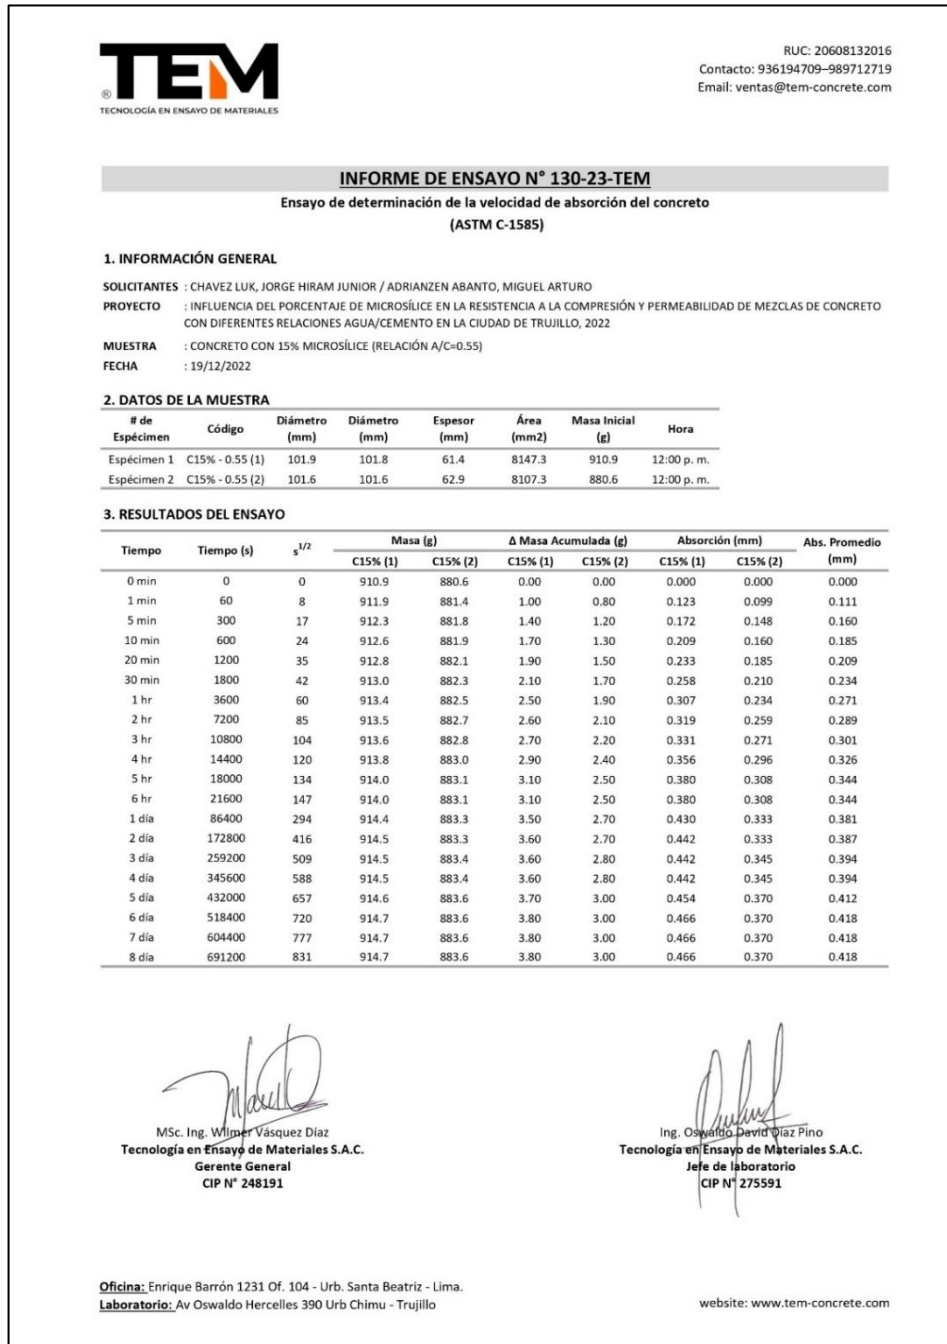 TEM
®
TECNOLOGÍA EN ENSAYO DE MATERIALES
RUC: 20608132016
Contacto: 936194709–989712719
Email: ventas@tem-concrete.com
INFORME DE ENSAYO N° 130-23-TEM
Ensayo de determinación de la velocidad de absorción del concreto
(ASTM C-1585)
1. INFORMACIÓN GENERAL
SOLICITANTES : CHAVEZ LUK, JORGE HIRAM JUNIOR / ADRIANZEN ABANTO, MIGUEL ARTURO
PROYECTO : INFLUENCIA DEL PORCENTAJE DE MICROSÍLICE EN LA RESISTENCIA A LA COMPRESIÓN Y PERMEABILIDAD DE MEZCLAS DE CONCRETO
CON DIFERENTES RELACIONES AGUA/CEMENTO EN LA CIUDAD DE TRUJILLO, 2022
MUESTRA : CONCRETO CON 15% MICROSÍLICE (RELACIÓN A/C=0.55)
FECHA : 19/12/2022
2. DATOS DE LA MUESTRA
# de Espécimen Código Diámetro (mm) Diámetro (mm) Espesor (mm) Área (mm2) Masa Inicial (g) Hora
Espécimen 1 C15% - 0.55 (1) 101.9 101.8 61.4 8147.3 910.9 12:00 p. m.
Espécimen 2 C15% - 0.55 (2) 101.6 101.6 62.9 8107.3 880.6 12:00 p. m.
3. RESULTADOS DEL ENSAYO
Tiempo Tiempo (s) s^1/2 Masa (g) Δ Masa Acumulada (g) Absorción (mm) Abs. Promedio (mm)
C15% (1) C15% (2) C15% (1) C15% (2) C15% (1) C15% (2)
0 min 0 0 910.9 880.6 0.00 0.00 0.000 0.000 0.000
1 min 60 8 911.9 881.4 1.00 0.80 0.123 0.099 0.111
5 min 300 17 912.3 881.8 1.40 1.20 0.172 0.148 0.160
10 min 600 24 912.6 881.9 1.70 1.30 0.209 0.160 0.185
20 min 1200 35 912.8 882.1 1.90 1.50 0.233 0.185 0.209
30 min 1800 42 913.0 882.3 2.10 1.70 0.258 0.210 0.234
1 hr 3600 60 913.4 882.5 2.50 1.90 0.307 0.234 0.271
2 hr 7200 85 913.5 882.7 2.60 2.10 0.319 0.259 0.289
3 hr 10800 104 913.6 882.8 2.70 2.20 0.331 0.271 0.301
4 hr 14400 120 913.8 883.0 2.90 2.40 0.356 0.296 0.326
5 hr 18000 134 914.0 883.1 3.10 2.50 0.380 0.308 0.344
6 hr 21600 147 914.0 883.1 3.10 2.50 0.380 0.308 0.344
1 día 86400 294 914.4 883.3 3.50 2.70 0.430 0.333 0.381
2 día 172800 416 914.5 883.3 3.60 2.70 0.442 0.333 0.387
3 día 259200 509 914.5 883.4 3.60 2.80 0.442 0.345 0.394
4 día 345600 588 914.5 883.4 3.60 2.80 0.442 0.345 0.394
5 día 432000 657 914.6 883.6 3.70 3.00 0.454 0.370 0.412
6 día 518400 720 914.7 883.6 3.80 3.00 0.466 0.370 0.418
7 día 604400 777 914.7 883.6 3.80 3.00 0.466 0.370 0.418
8 día 691200 831 914.7 883.6 3.80 3.00 0.466 0.370 0.418
MSc. Ing. Wilmer Vásquez Díaz
Tecnología en Ensayo de Materiales S.A.C.
Gerente General
CIP N° 248191
Ing. Oswaldo David Díaz Pino
Tecnología en Ensayo de Materiales S.A.C.
Jefe de laboratorio
CIP N° 275591
Oficina: Enrique Barrón 1231 Of. 104 - Urb. Santa Beatriz - Lima.
Laboratorio: Av Oswaldo Hercelles 390 Urb Chimu - Trujillo
website: www.tem-concrete.com